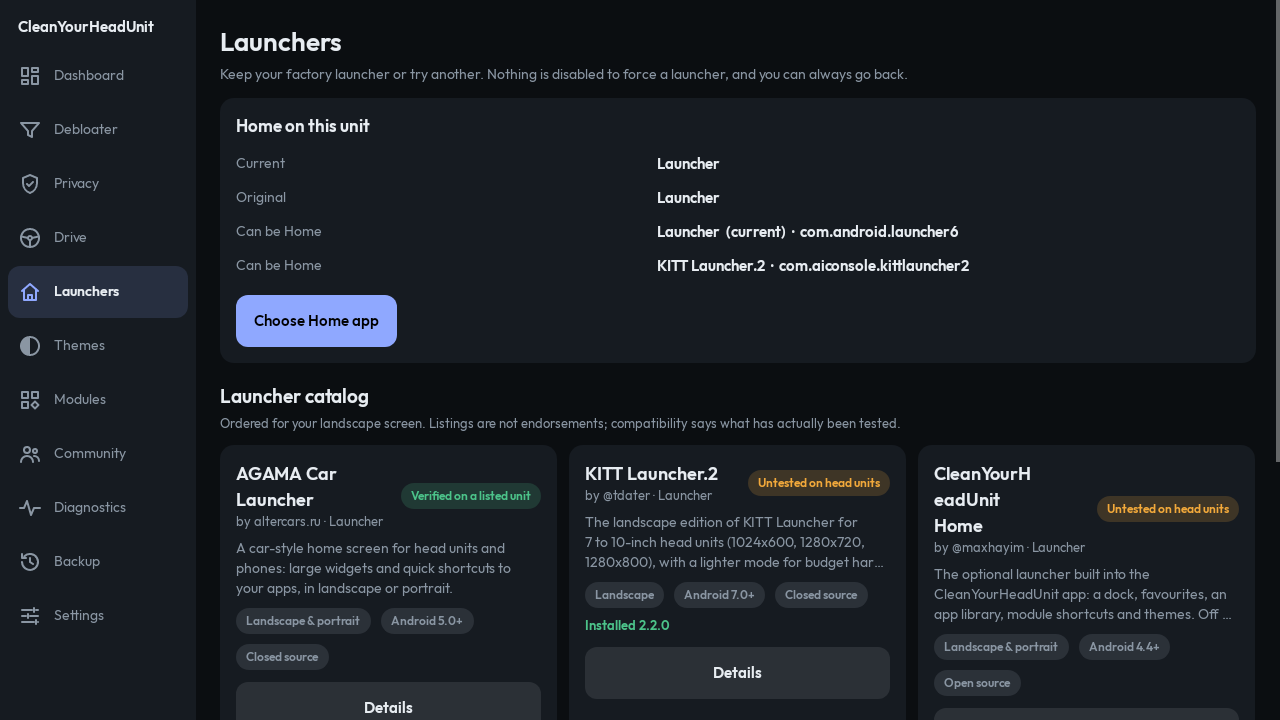 CleanYourHeadUnit
Dashboard
Debloater
Privacy
Drive
Launchers
Themes
Modules
Community
Diagnostics
Backup
Settings
Launchers
Keep your factory launcher or try another. Nothing is disabled to force a launcher, and you can always go back.
Home on this unit
Current Launcher
Original Launcher
Can be Home Launcher (current) · com.android.launcher6
Can be Home KITT Launcher.2 · com.aiconsole.kittlauncher2
Choose Home app
Launcher catalog
Ordered for your landscape screen. Listings are not endorsements; compatibility says what has actually been tested.
AGAMA Car
Launcher
by altercars.ru · Launcher
Verified on a listed unit
A car-style home screen for head units and
phones: large widgets and quick shortcuts to
your apps, in landscape or portrait.
Landscape & portrait
Android 5.0+
Closed source
Details
KITT Launcher.2
by @tdater · Launcher
Untested on head units
The landscape edition of KITT Launcher for
7 to 10-inch head units (1024x600, 1280x720,
1280x800), with a lighter mode for budget har...
Landscape
Android 7.0+
Closed source
Installed 2.2.0
Details
CleanYourH
eadUnit
Home
by @maxhayim · Launcher
Untested on head units
The optional launcher built into the
CleanYourHeadUnit app: a dock, favourites, an
app library, module shortcuts and themes. Off ...
Landscape & portrait
Android 4.4+
Open source